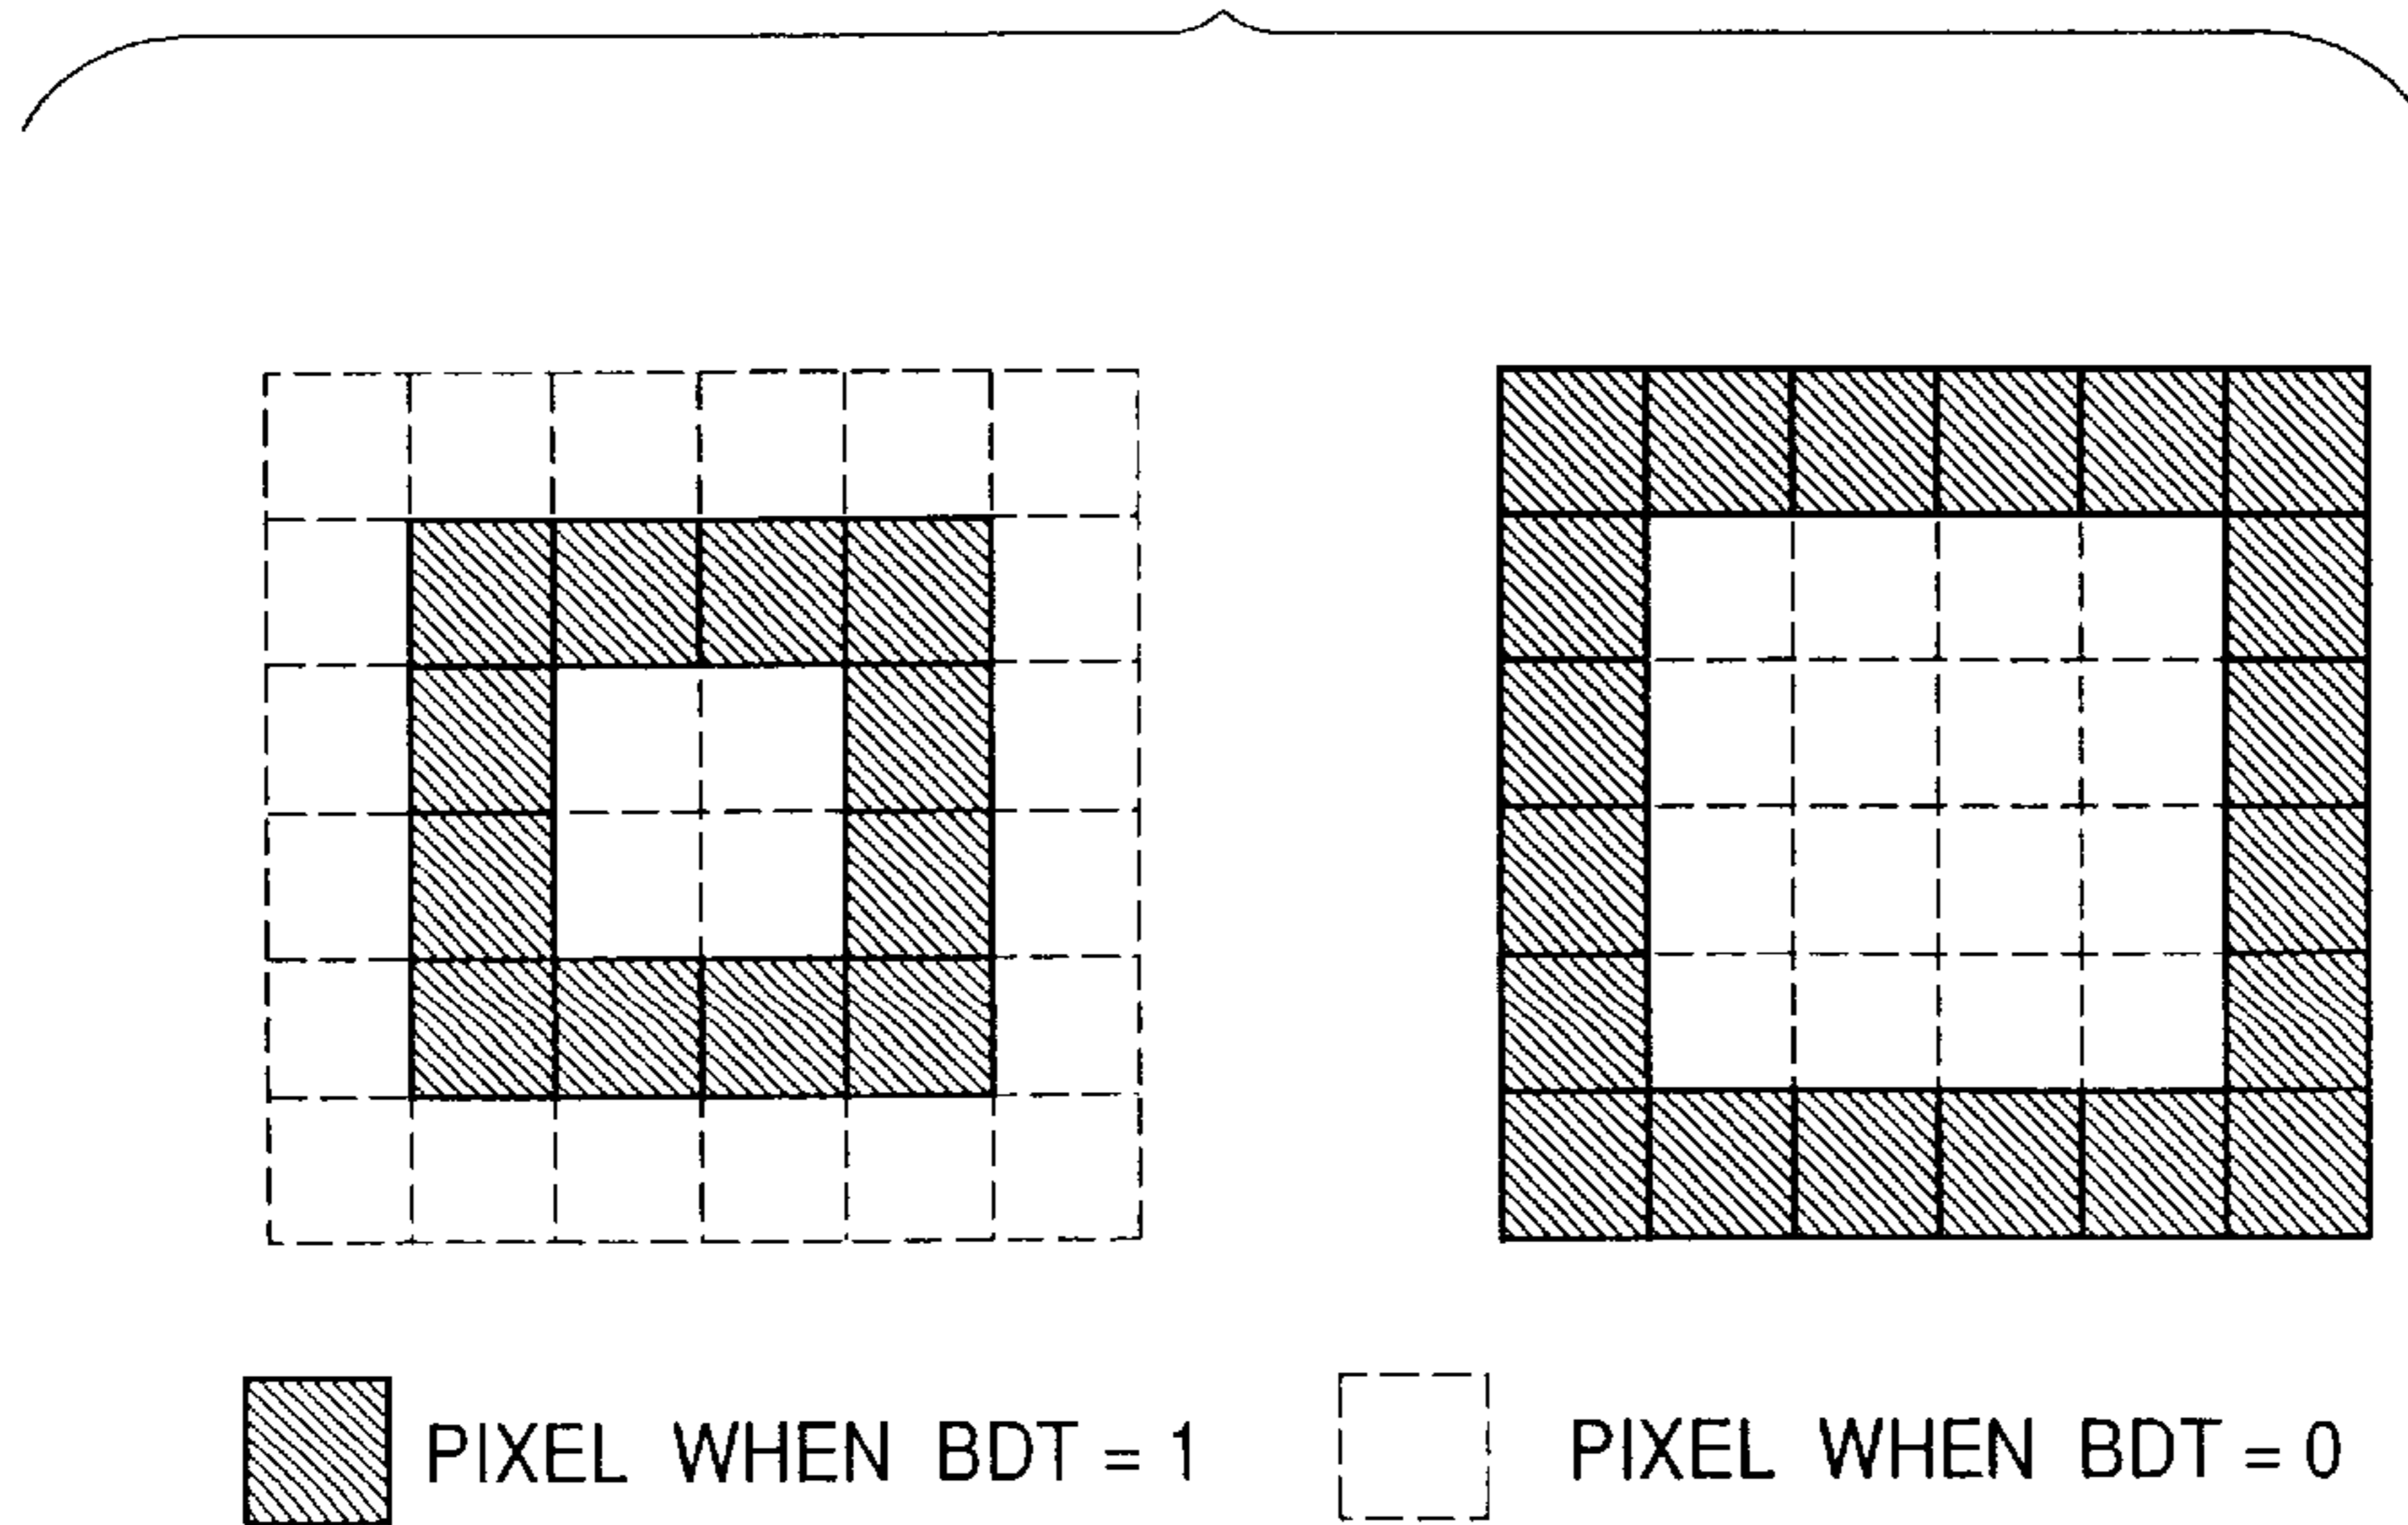 PIXEL WHEN BDT = 1
PIXEL WHEN BDT = 0